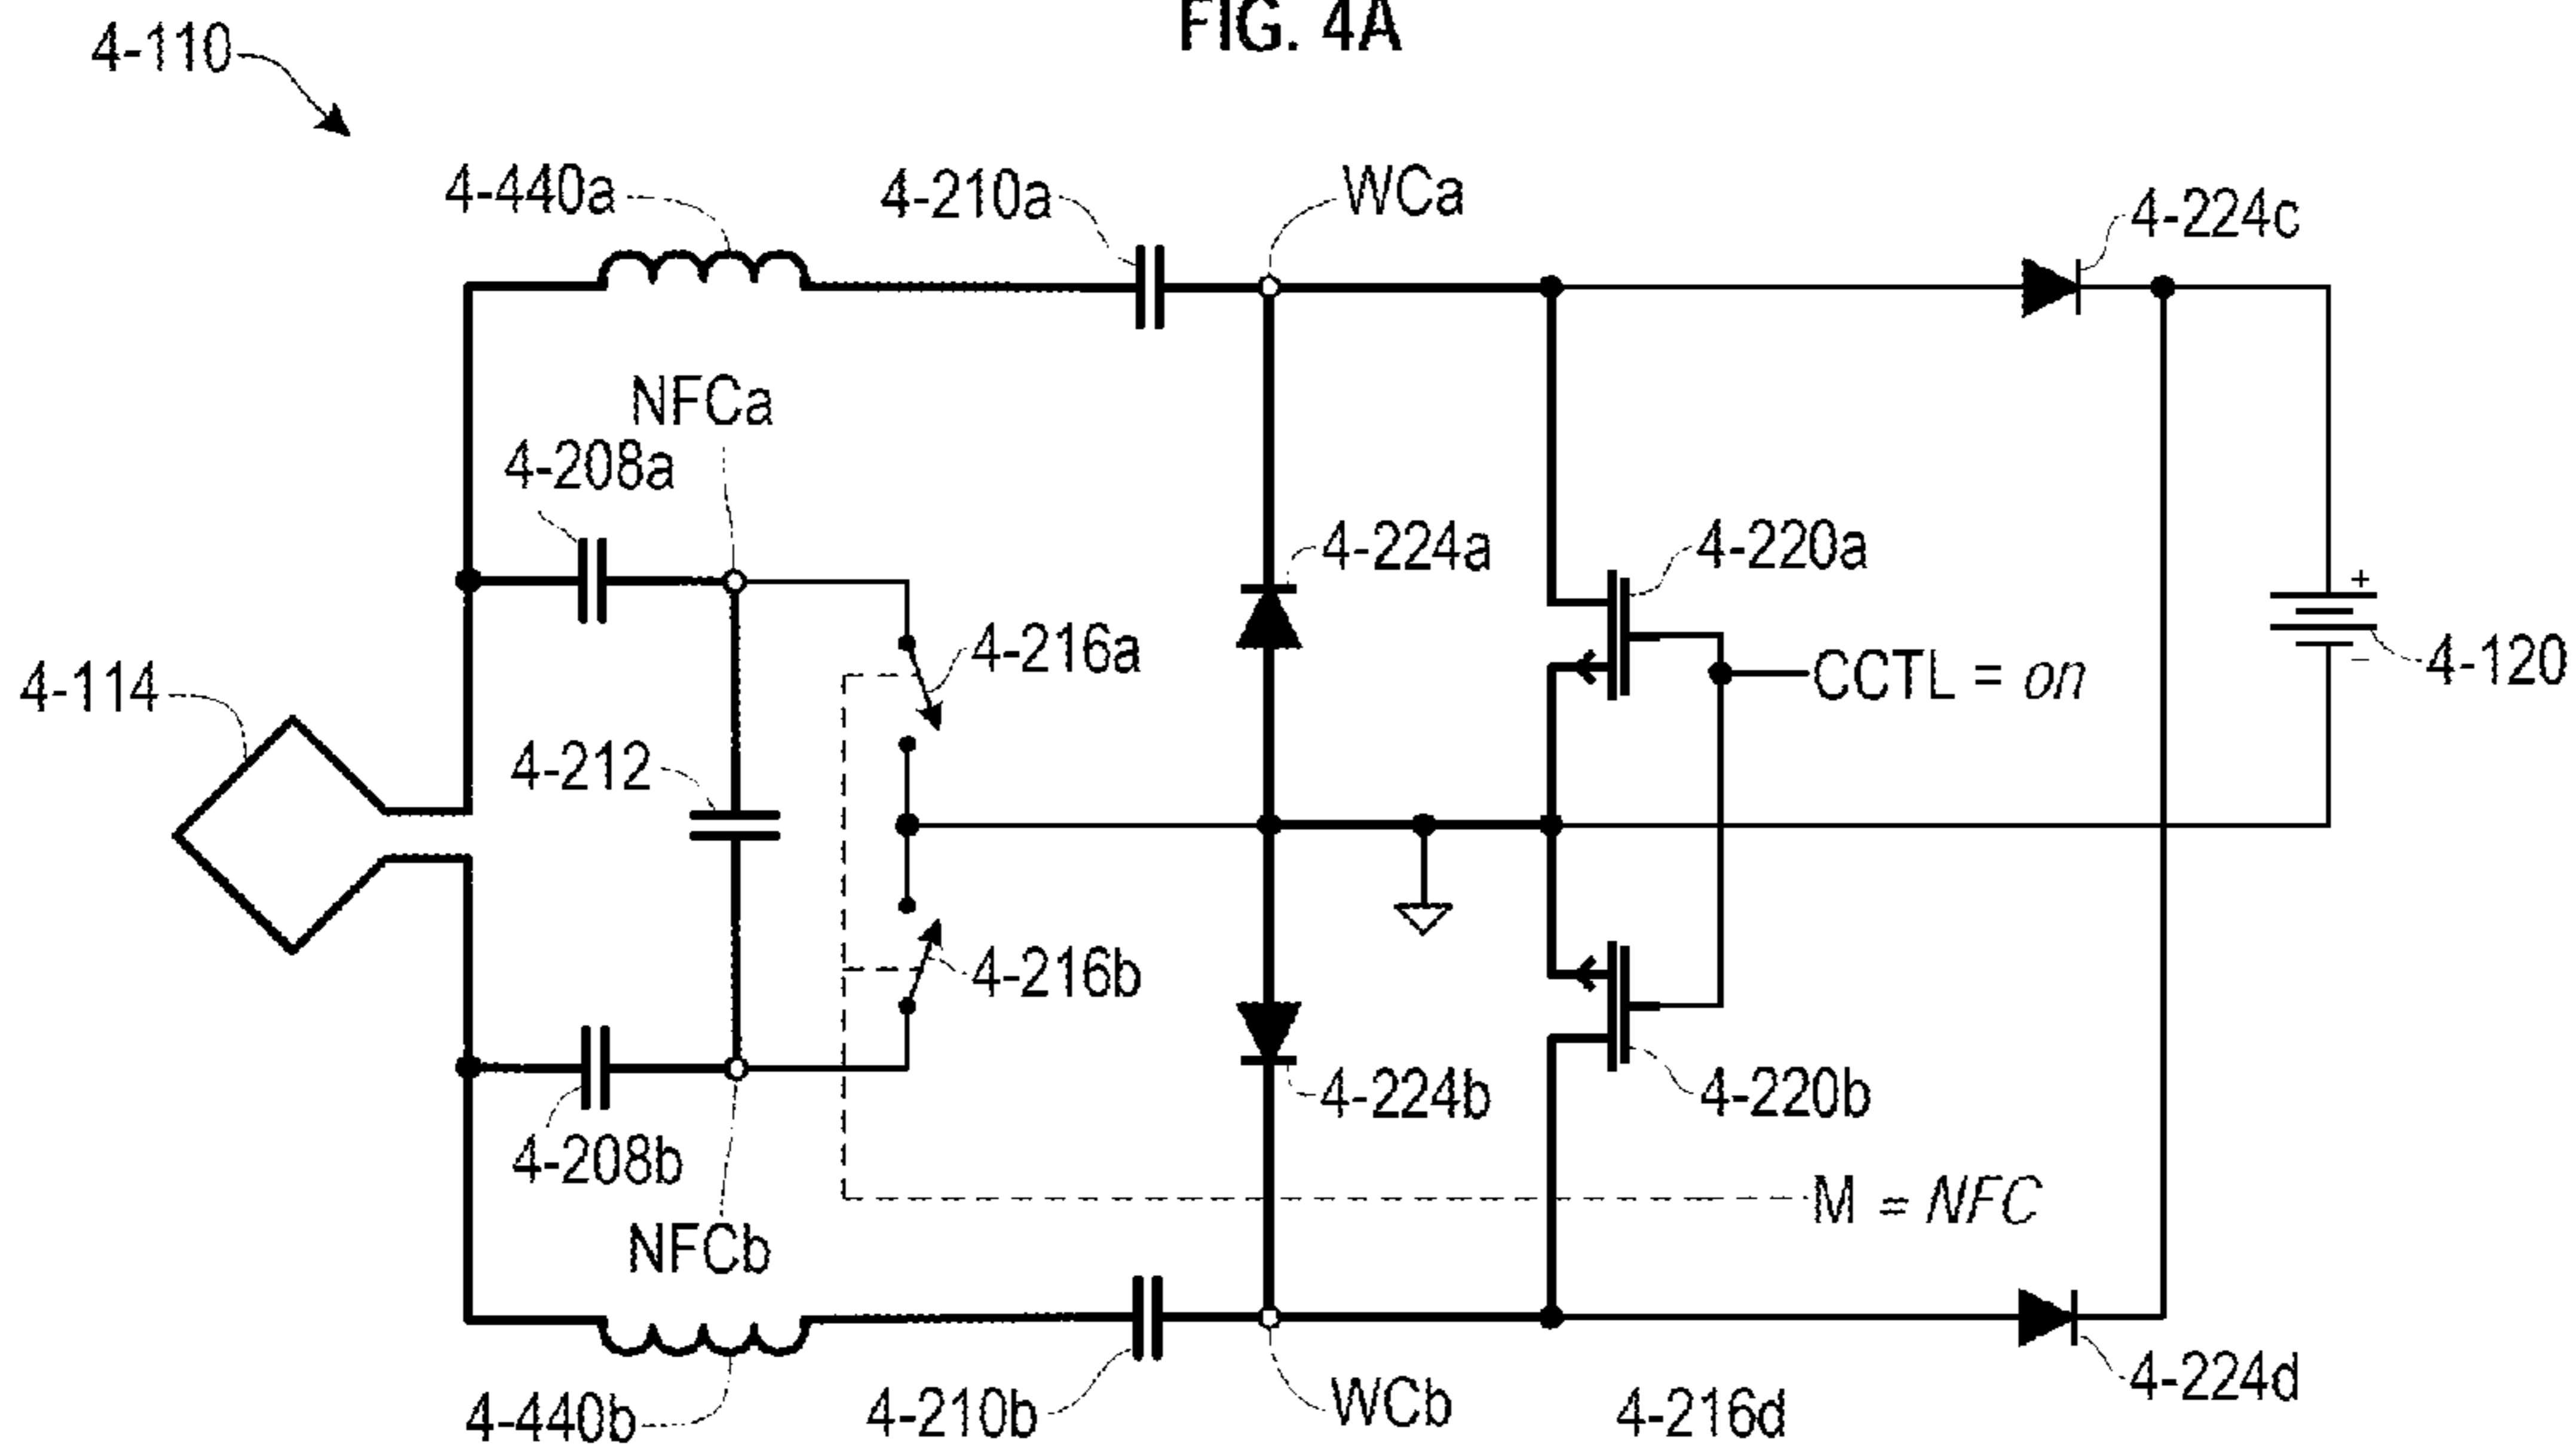 FIG. 4A
4-110
4-440a
4-210a
WCa
4-224c
NFCa
4-208a
4-224a
4-220a
4-216a
CCTL = on
4-120
+
−
4-114
4-212
4-216b
4-224b
4-220b
4-208b
M = NFC
NFCb
4-440b
4-210b
WCb
4-216d
4-224d